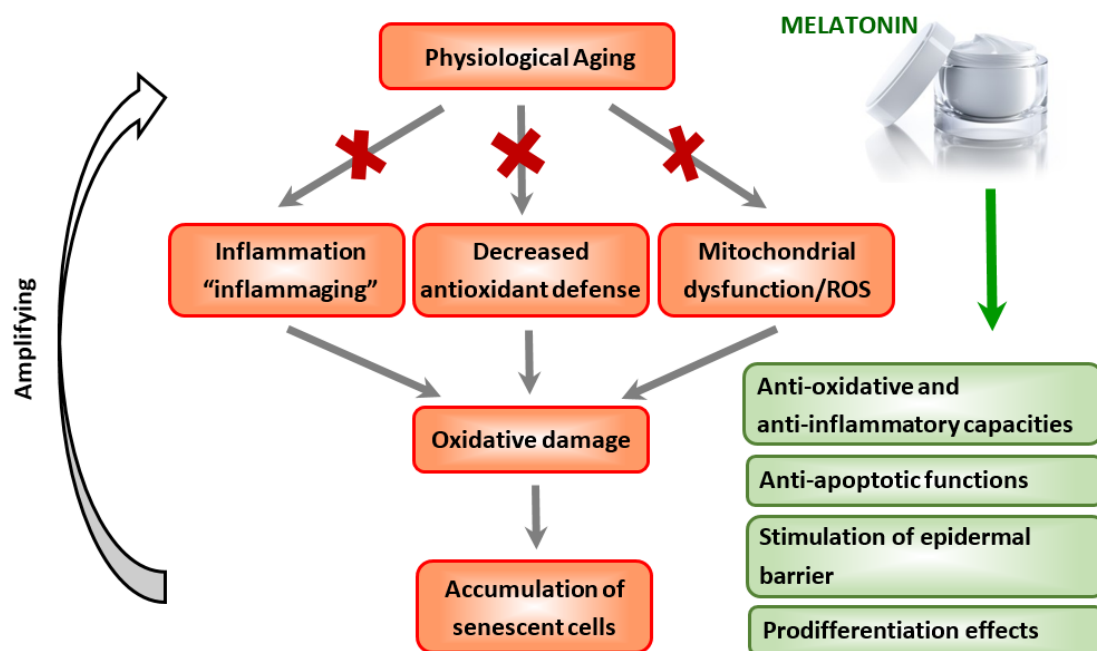 MELATONIN
Physiological Aging
Inflammation
“inflammaging”
Decreased
antioxidant defense
Mitochondrial
dysfunction/ROS
Amplifying
Oxidative damage
Accumulation of
senescent cells
Anti-oxidative and
anti-inflammatory capacities
Anti-apoptotic functions
Stimulation of epidermal
barrier
Prodifferentiation effects